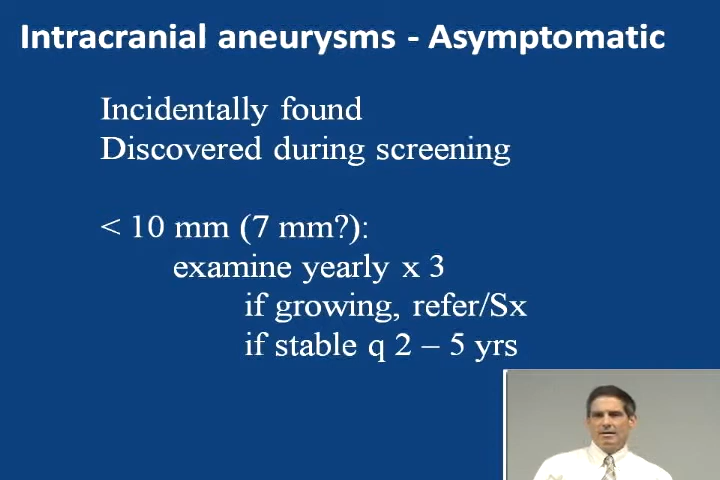 Intracranial aneurysms - Asymptomatic
Incidentally found
Discovered during screening
< 10 mm (7 mm?):
examine yearly x 3
if growing, refer/Sx
if stable q 2 – 5 yrs